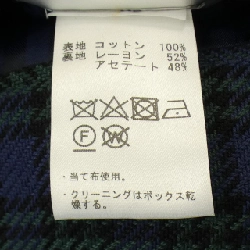 表地 コットン 100%
裏地 レーヨン 52%
アセテート 48%
F W
・当て布使用。
・クリーニングはボックス乾
燥する。